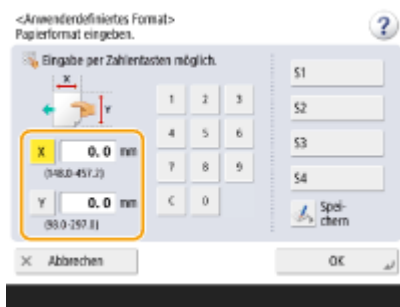 <Anwenderdefiniertes Format>
Papierformat eingeben.
?
Eingabe per Zahlentasten möglich.
X
Y
1 2 3
4 5 6
7 8 9
C 0
X 0.0 mm
(148.0-457.2)
Y 0.0 mm
(98.0-297.0)
S1
S2
S3
S4
Spei-
chern
× Abbrechen
OK